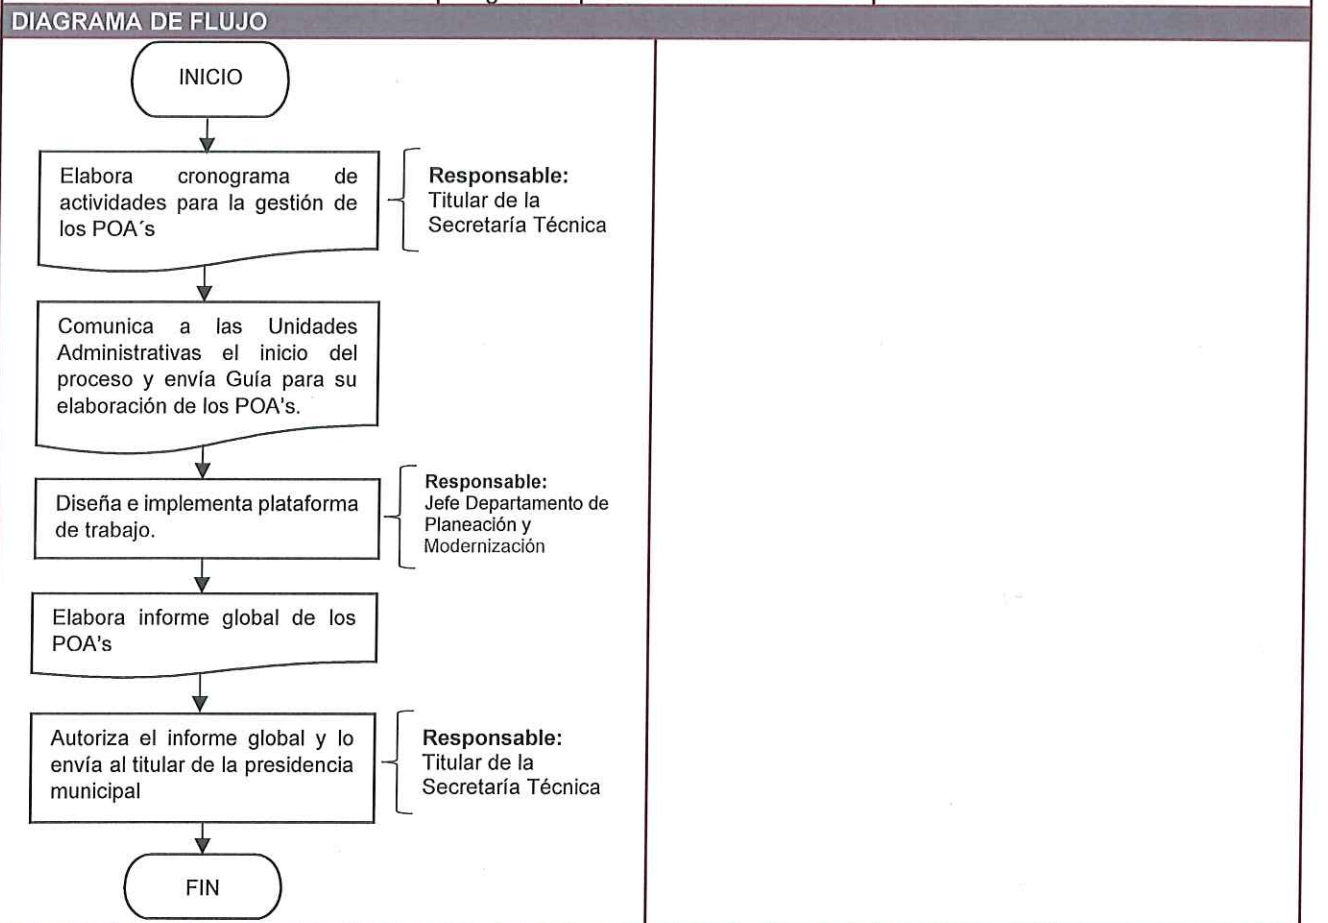 DIAGRAMA DE FLUJO
INICIO
Elabora cronograma de
actividades para la gestión de
los POA´s
Responsable:
Titular de la
Secretaría Técnica
Comunica a las Unidades
Administrativas el inicio del
proceso y envía Guía para su
elaboración de los POA's.
Diseña e implementa plataforma
de trabajo.
Responsable:
Jefe Departamento de
Planeación y
Modernización
Elabora informe global de los
POA's
Autoriza el informe global y lo
envía al titular de la presidencia
municipal
Responsable:
Titular de la
Secretaría Técnica
FIN